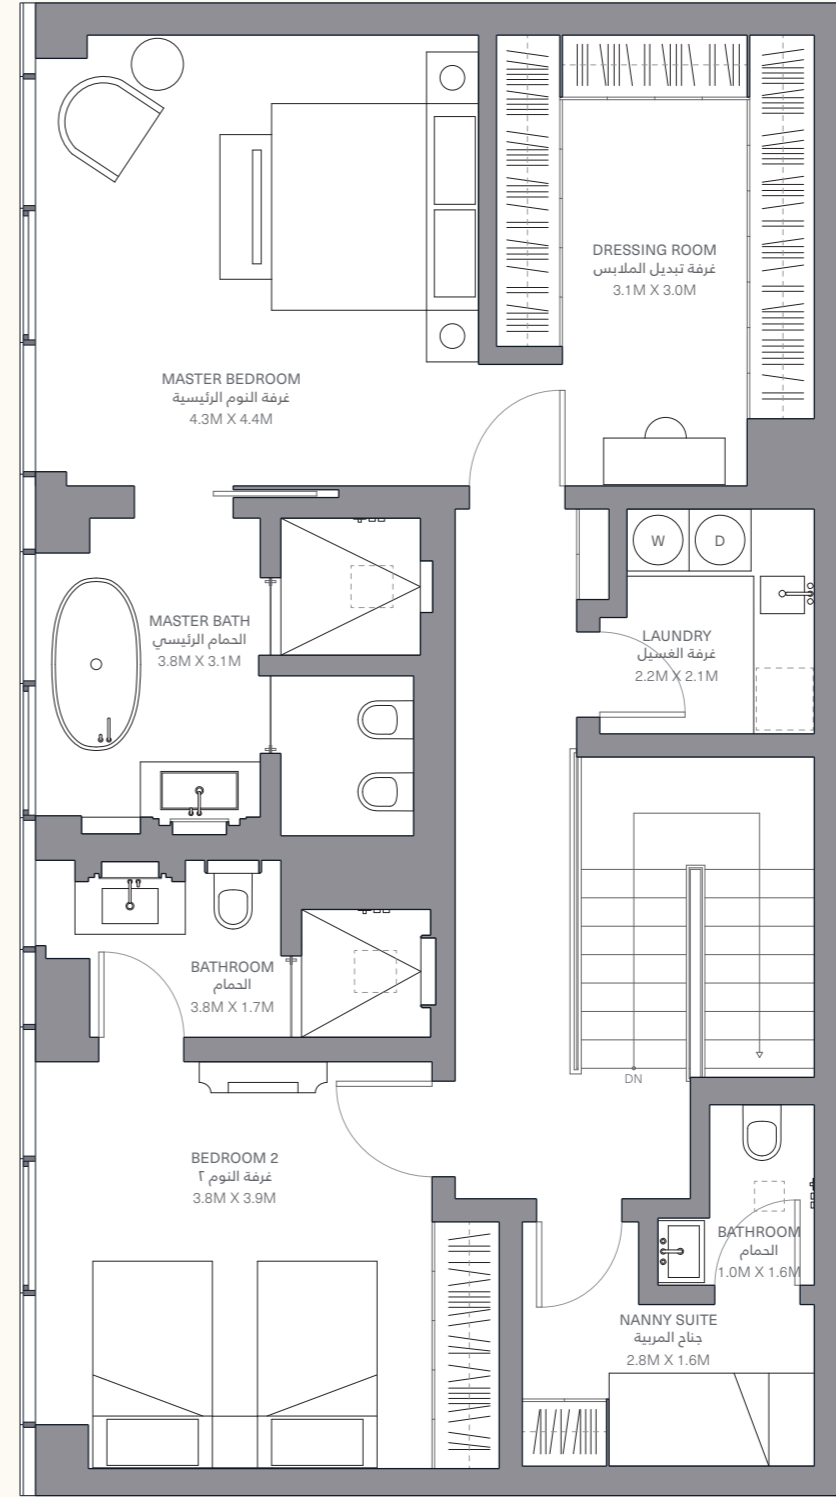 DRESSING ROOM
غرفة تبديل الملابس
3.1M X 3.0M
MASTER BEDROOM
غرفة النوم الرئيسية
4.3M X 4.4M
W
D
MASTER BATH
الحمام الرئيسي
3.8M X 3.1M
LAUNDRY
غرفة الغسيل
2.2M X 2.1M
BATHROOM
الحمام
3.8M X 1.7M
DN
BEDROOM 2
غرفة النوم ٢
3.8M X 3.9M
BATHROOM
الحمام
1.0M X 1.6M
NANNY SUITE
جناح المربية
2.8M X 1.6M